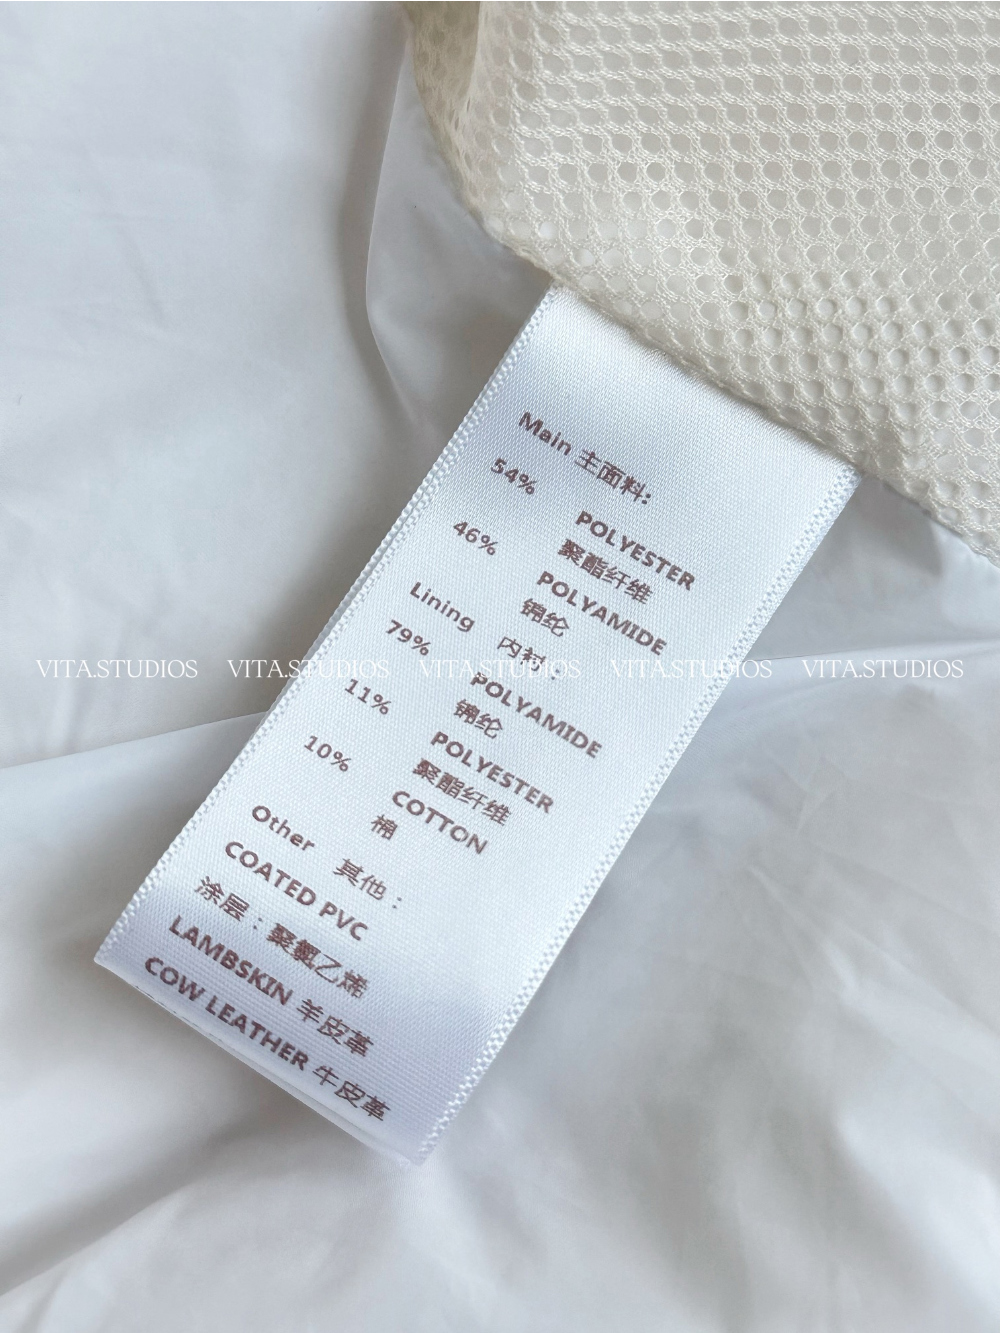 Main 主面料:
54% POLYESTER
聚酯纤维
46% POLYAMIDE
锦纶
Lining 内衬:
79% POLYAMIDE
锦纶
11% POLYESTER
聚酯纤维
10% COTTON
棉
Other 其他:
COATED PVC
涂层:聚氯乙烯
LAMBSKIN 羊皮革
COW LEATHER 牛皮革
VITA.STUDIOS VITA.STUDIOS VITA.STUDIOS VITA.STUDIOS VITA.STUDIOS